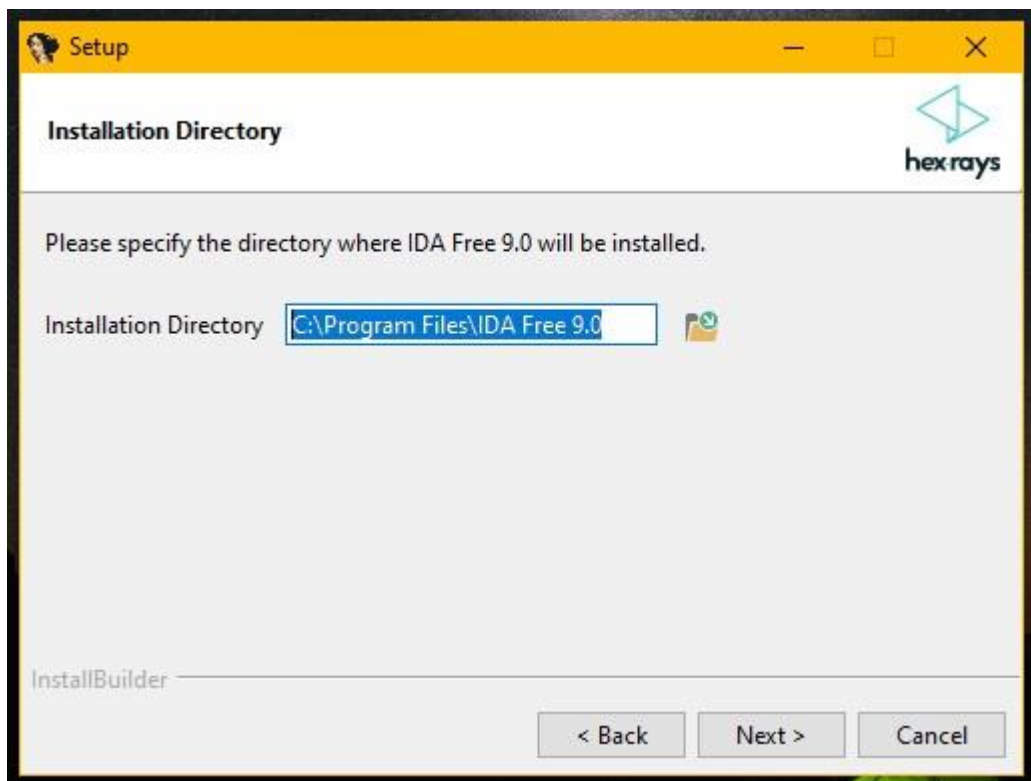 Setup
Installation Directory
hex·rays
Please specify the directory where IDA Free 9.0 will be installed.
Installation Directory C:\Program Files\IDA Free 9.0
InstallBuilder
< Back Next > Cancel